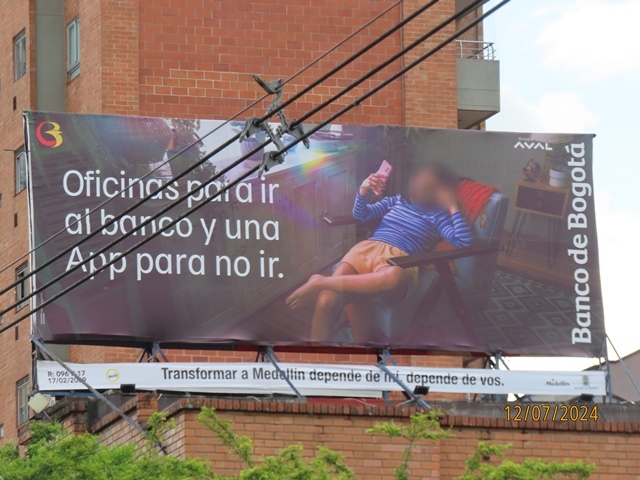 Oficinas para ir
al banco y una
App para no ir.
AVAL
Banco de Bogotá
Transformar a Medellín depende de mí, depende de vos.
Medellín
12/07/2024